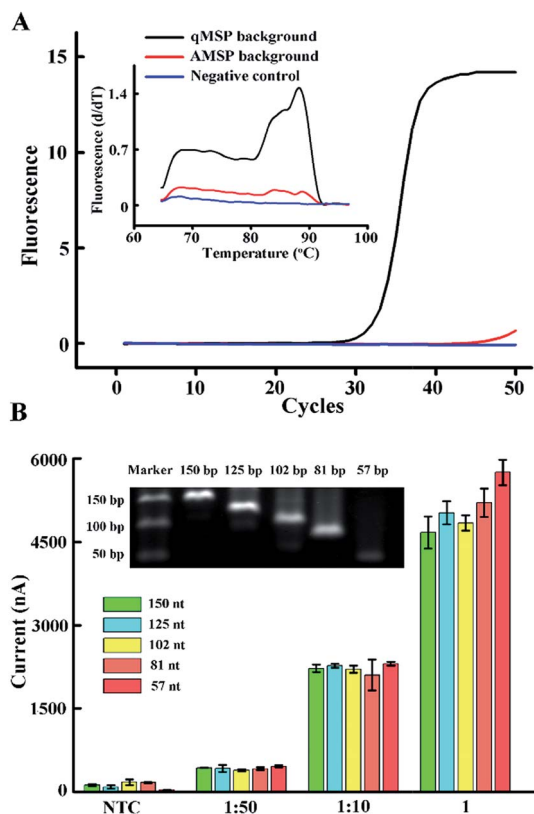 A
qMSP background
AMSP background
Negative control
Fluorescence
15
10
5
0
Fluorescence (d/dT)
1.4
0.7
0
60 70 80 90 100
Temperature (°C)
0 10 20 30 40 50
Cycles
B
Current (nA)
6000
4500
3000
1500
0
Marker 150 bp 125 bp 102 bp 81 bp 57 bp
150 bp
100 bp
50 bp
150 nt
125 nt
102 nt
81 nt
57 nt
NTC 1:50 1:10 1